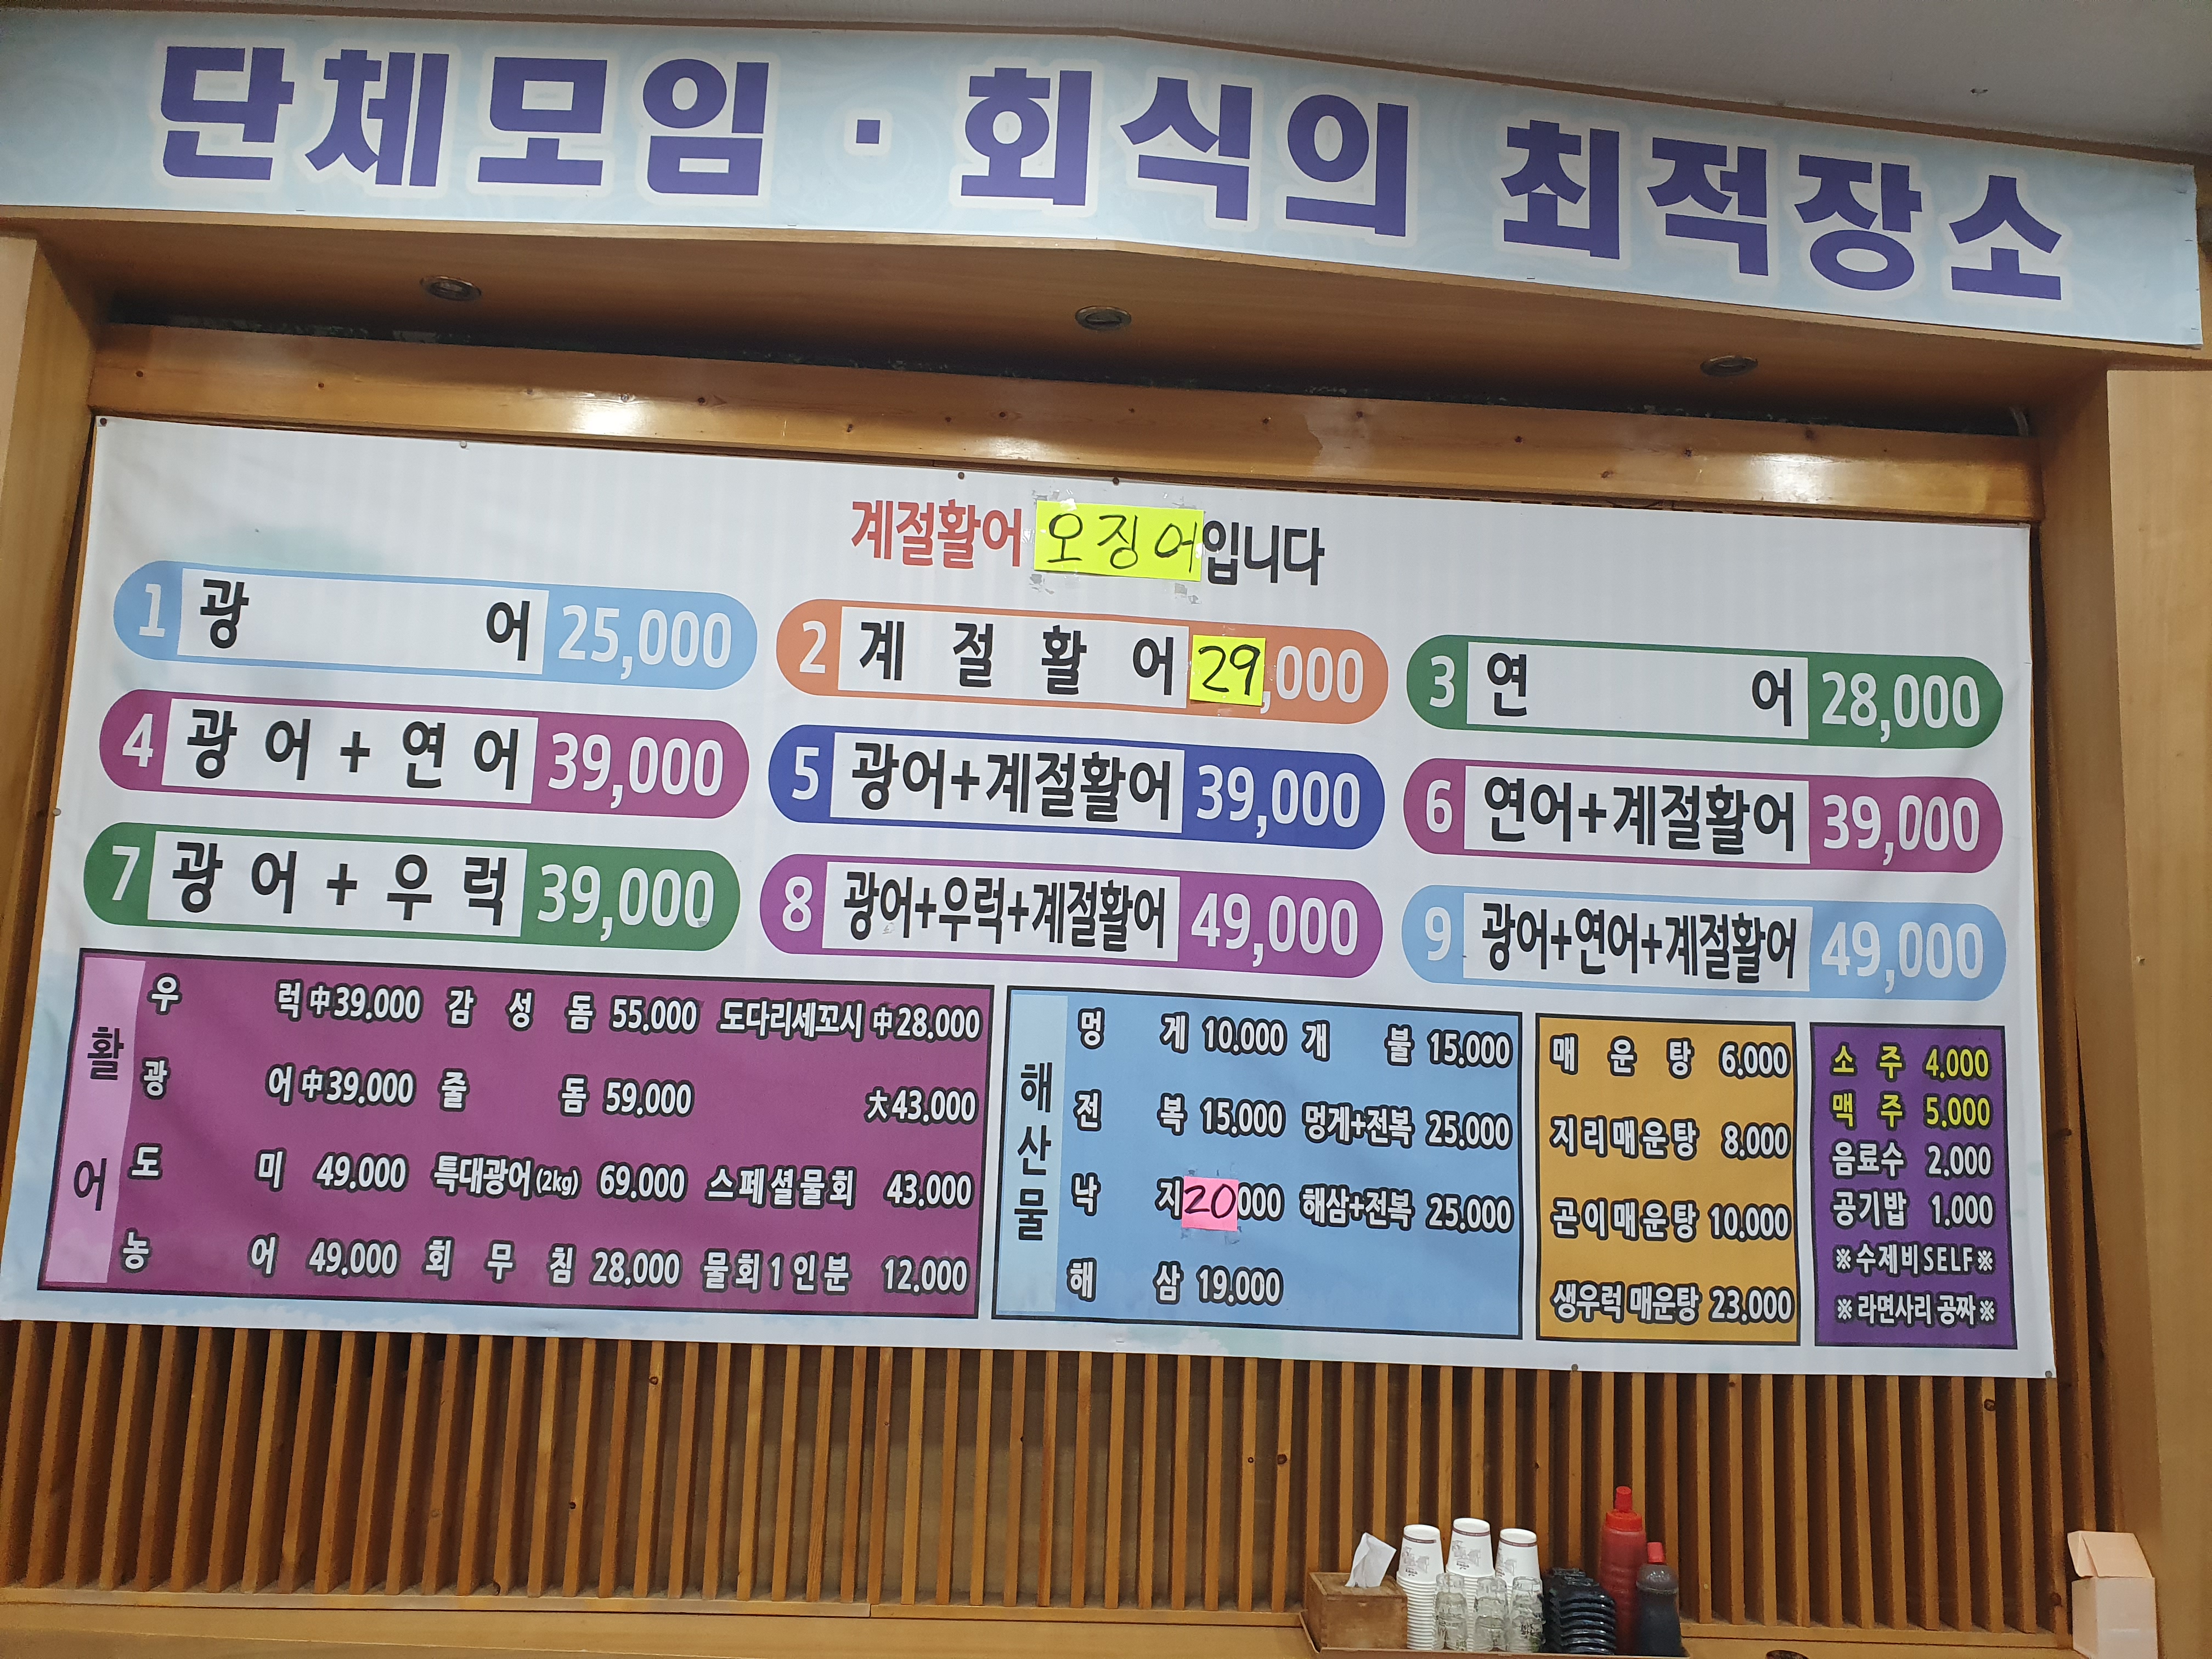 단체모임 · 회식의 최적장소
계절활어 오징어입니다
1 광어 25,000
2 계절활어 29,000
3 연어 28,000
4 광어+연어 39,000
5 광어+계절활어 39,000
6 연어+계절활어 39,000
7 광어+우럭 39,000
8 광어+우럭+계절활어 49,000
9 광어+연어+계절활어 49,000
활어
우럭 中39.000 감성돔 55.000 도다리세꼬시 中28.000
광어 中39.000 줄돔 59.000 大43.000
도미 49.000 특대광어(2kg) 69.000 스페셜물회 43.000
농어 49.000 회무침 28.000 물회1인분 12.000
해산물
멍게 10.000 개불 15.000
전복 15.000 멍게+전복 25.000
낙지 20 000 해삼+전복 25.000
해삼 19.000
매운탕 6.000
지리매운탕 8.000
곤이매운탕 10.000
생우럭매운탕 23.000
소주 4.000
맥주 5.000
음료수 2.000
공기밥 1.000
※수제비SELF※
※라면사리 공짜※